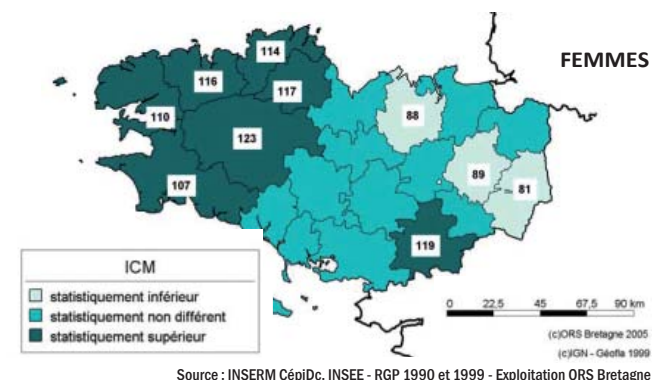 FEMMES
114
116
117
88
110
123
89
81
107
119
ICM
statistiquement inférieur
statistiquement non différent
statistiquement supérieur
0 22,5 45 67,5 90 km
(c)ORS Bretagne 2005
(c)IGN - Géofla 1999
Source : INSERM CépiDc, INSEE - RGP 1990 et 1999 - Exploitation ORS Bretagne